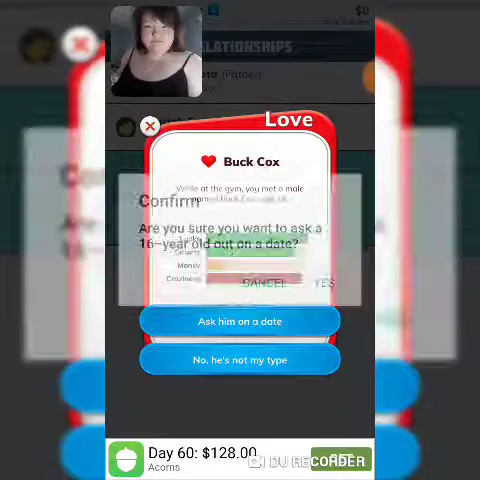 $0
RELATIONSHIPS
Love
Buck Cox
While at the gym, you met a male
Confirm
Are you sure you want to ask a
16-year old out on a date?
Money
Craziness
CANCEL YES
Ask him on a date
No, he's not my type
Day 60: $128.00
Acorns
GET
DU RECORDER